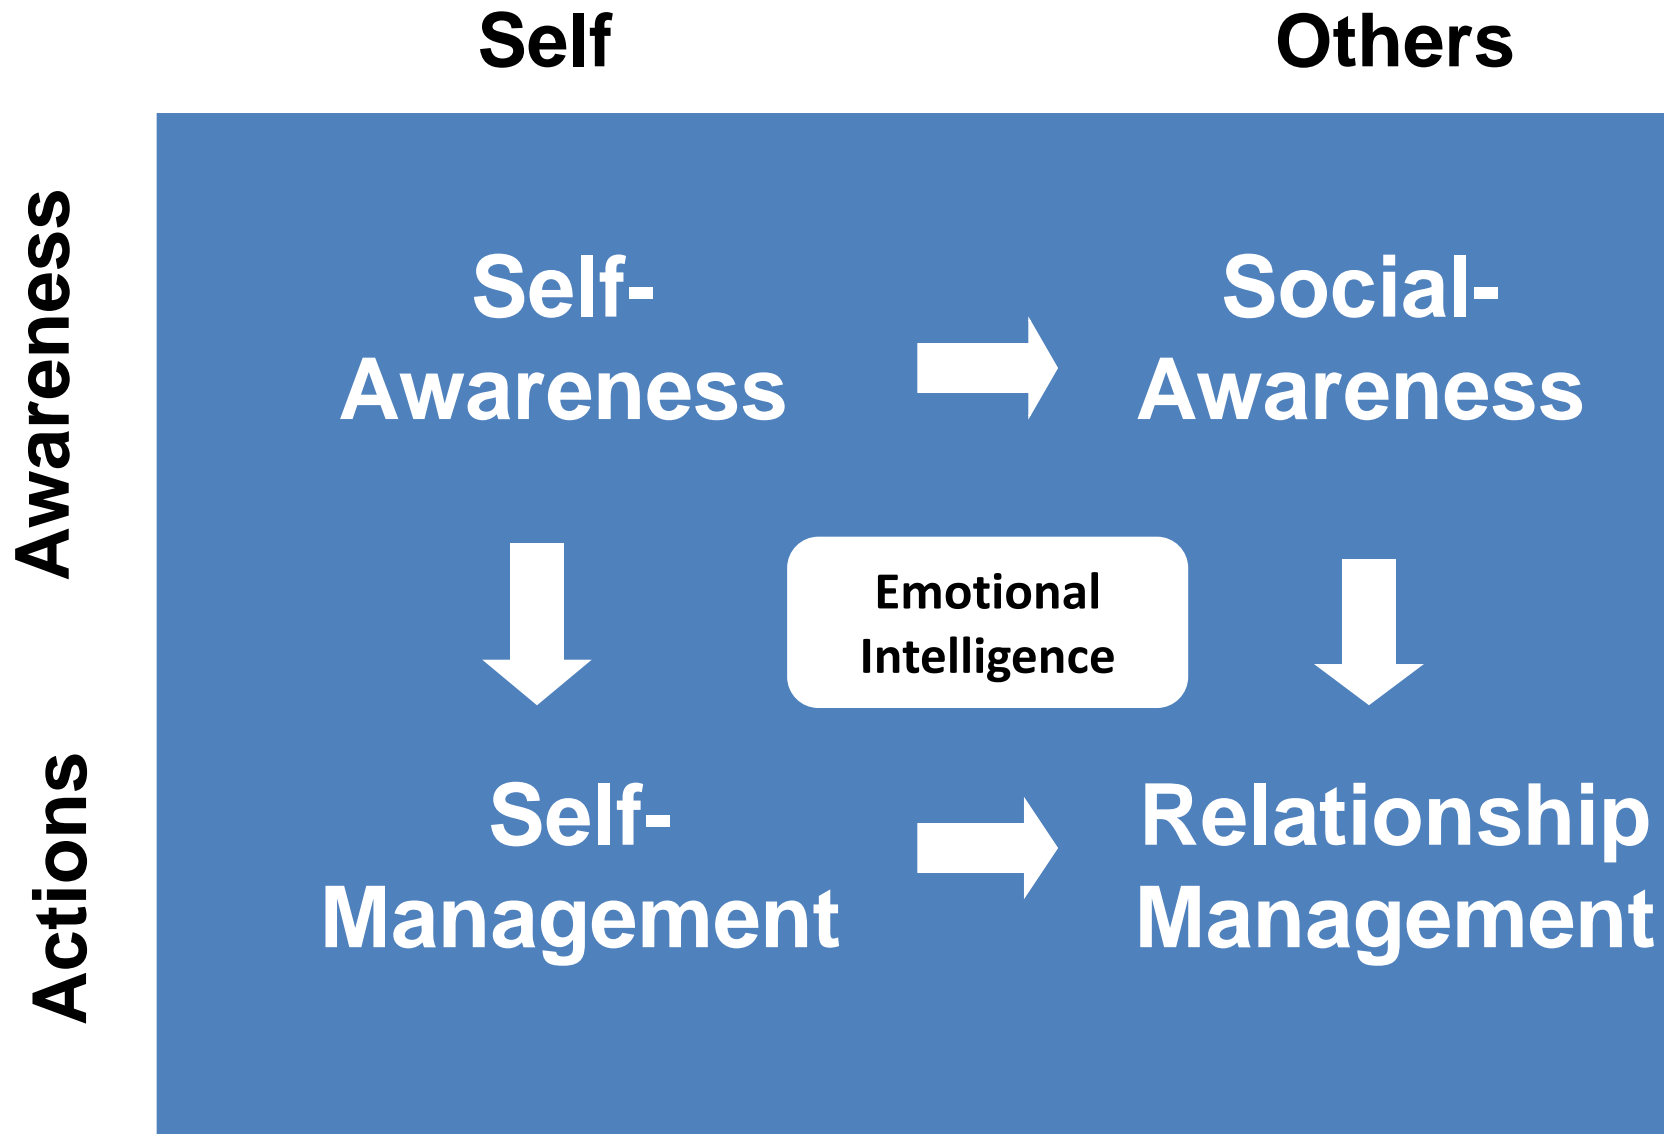 Self
Others
Awareness
Self-
Awareness
Social-
Awareness
Emotional
Intelligence
Actions
Self-
Management
Relationship
Management